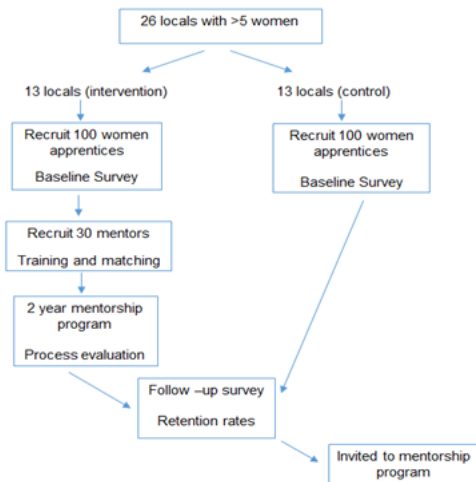 26 locals with >5 women
13 locals (intervention)
13 locals (control)
Recruit 100 women
apprentices
Baseline Survey
Recruit 100 women
apprentices
Baseline Survey
Recruit 30 mentors
Training and matching
2 year mentorship
program
Process evaluation
Follow –up survey
Retention rates
Invited to mentorship
program